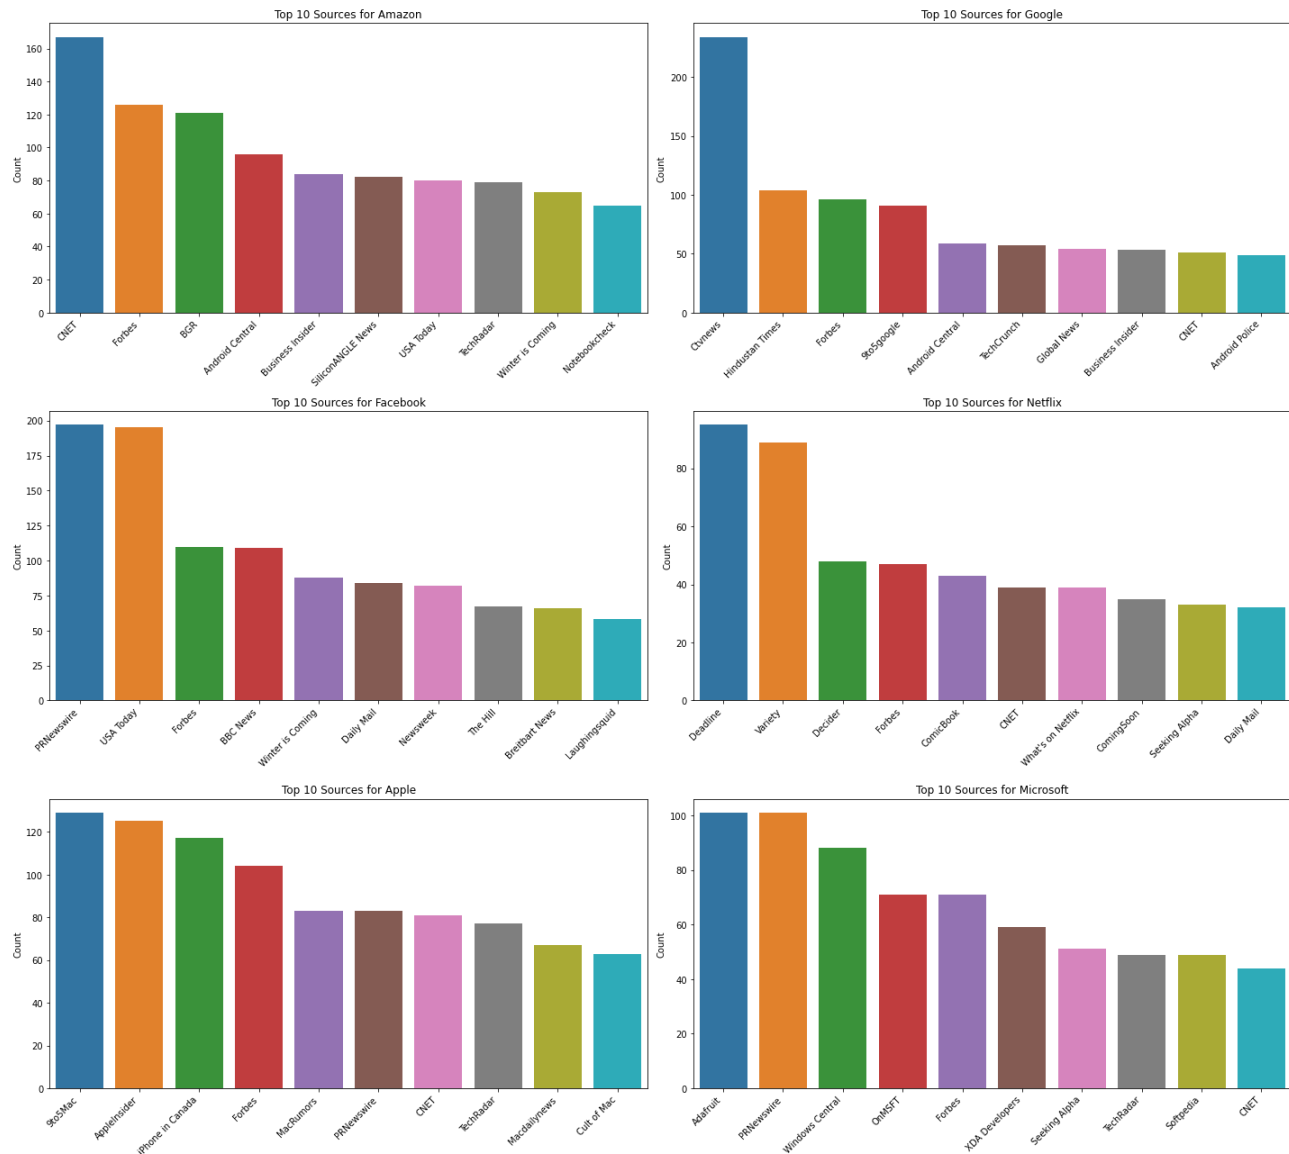 Top 10 Sources for Amazon
Count
160
140
120
100
80
60
40
20
0
CNET
Forbes
BGR
Android Central
Business Insider
SiliconANGLE News
USA Today
TechRadar
Winter is Coming
Notebookcheck
Top 10 Sources for Google
Count
200
150
100
50
0
Ctvnews
Hindustan Times
Forbes
9to5google
Android Central
TechCrunch
Global News
Business Insider
CNET
Android Police
Top 10 Sources for Facebook
Count
200
175
150
125
100
75
50
25
0
PRNewswire
USA Today
Forbes
BBC News
Winter is Coming
Daily Mail
Newsweek
The Hill
Breitbart News
Laughingsquid
Top 10 Sources for Netflix
Count
80
60
40
20
0
Deadline
Variety
Decider
Forbes
ComicBook
CNET
What's on Netflix
ComingSoon
Seeking Alpha
Daily Mail
Top 10 Sources for Apple
Count
120
100
80
60
40
20
0
9to5Mac
AppleInsider
iPhone in Canada
Forbes
MacRumors
PRNewswire
CNET
TechRadar
Macdailynews
Cult of Mac
Top 10 Sources for Microsoft
Count
100
80
60
40
20
0
Adafruit
PRNewswire
Windows Central
OnMSFT
Forbes
XDA Developers
Seeking Alpha
TechRadar
Softpedia
CNET